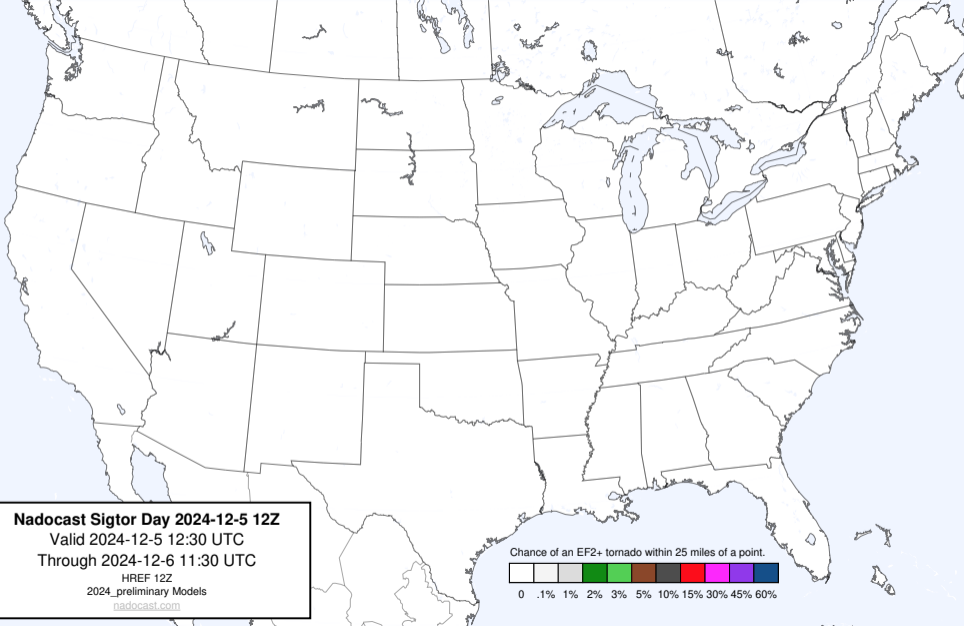 Nadocast Sigtor Day 2024-12-5 12Z
Valid 2024-12-5 12:30 UTC
Through 2024-12-6 11:30 UTC
HREF 12Z
2024_preliminary Models
nadocast.com
Chance of an EF2+ tornado within 25 miles of a point.
0 .1% 1% 2% 3% 5% 10% 15% 30% 45% 60%